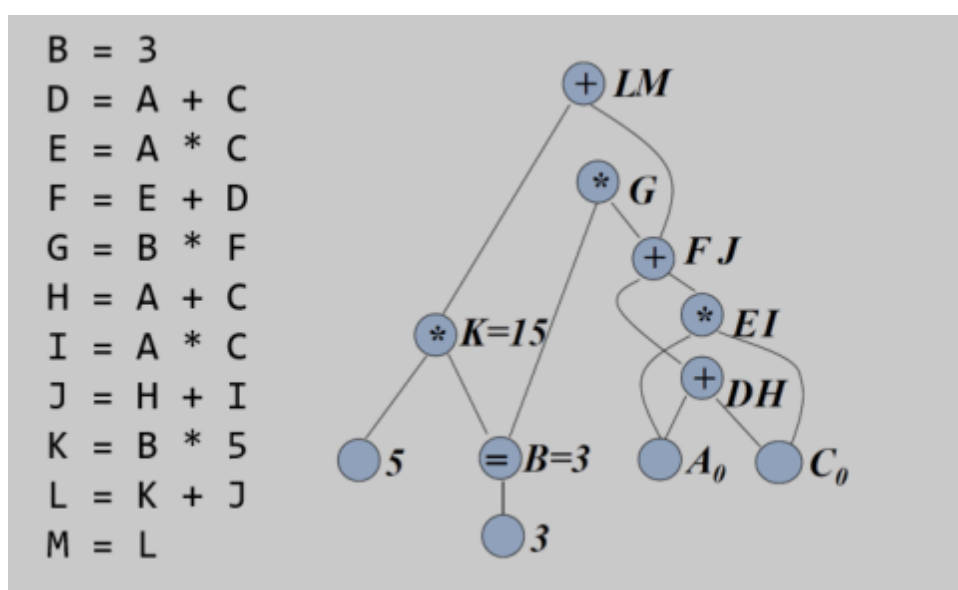 B = 3
D = A + C
E = A * C
F = E + D
G = B * F
H = A + C
I = A * C
J = H + I
K = B * 5
L = K + J
M = L
+ LM
* G
+ F J
* K=15
* EI
+ DH
5
= B=3
A₀
C₀
3